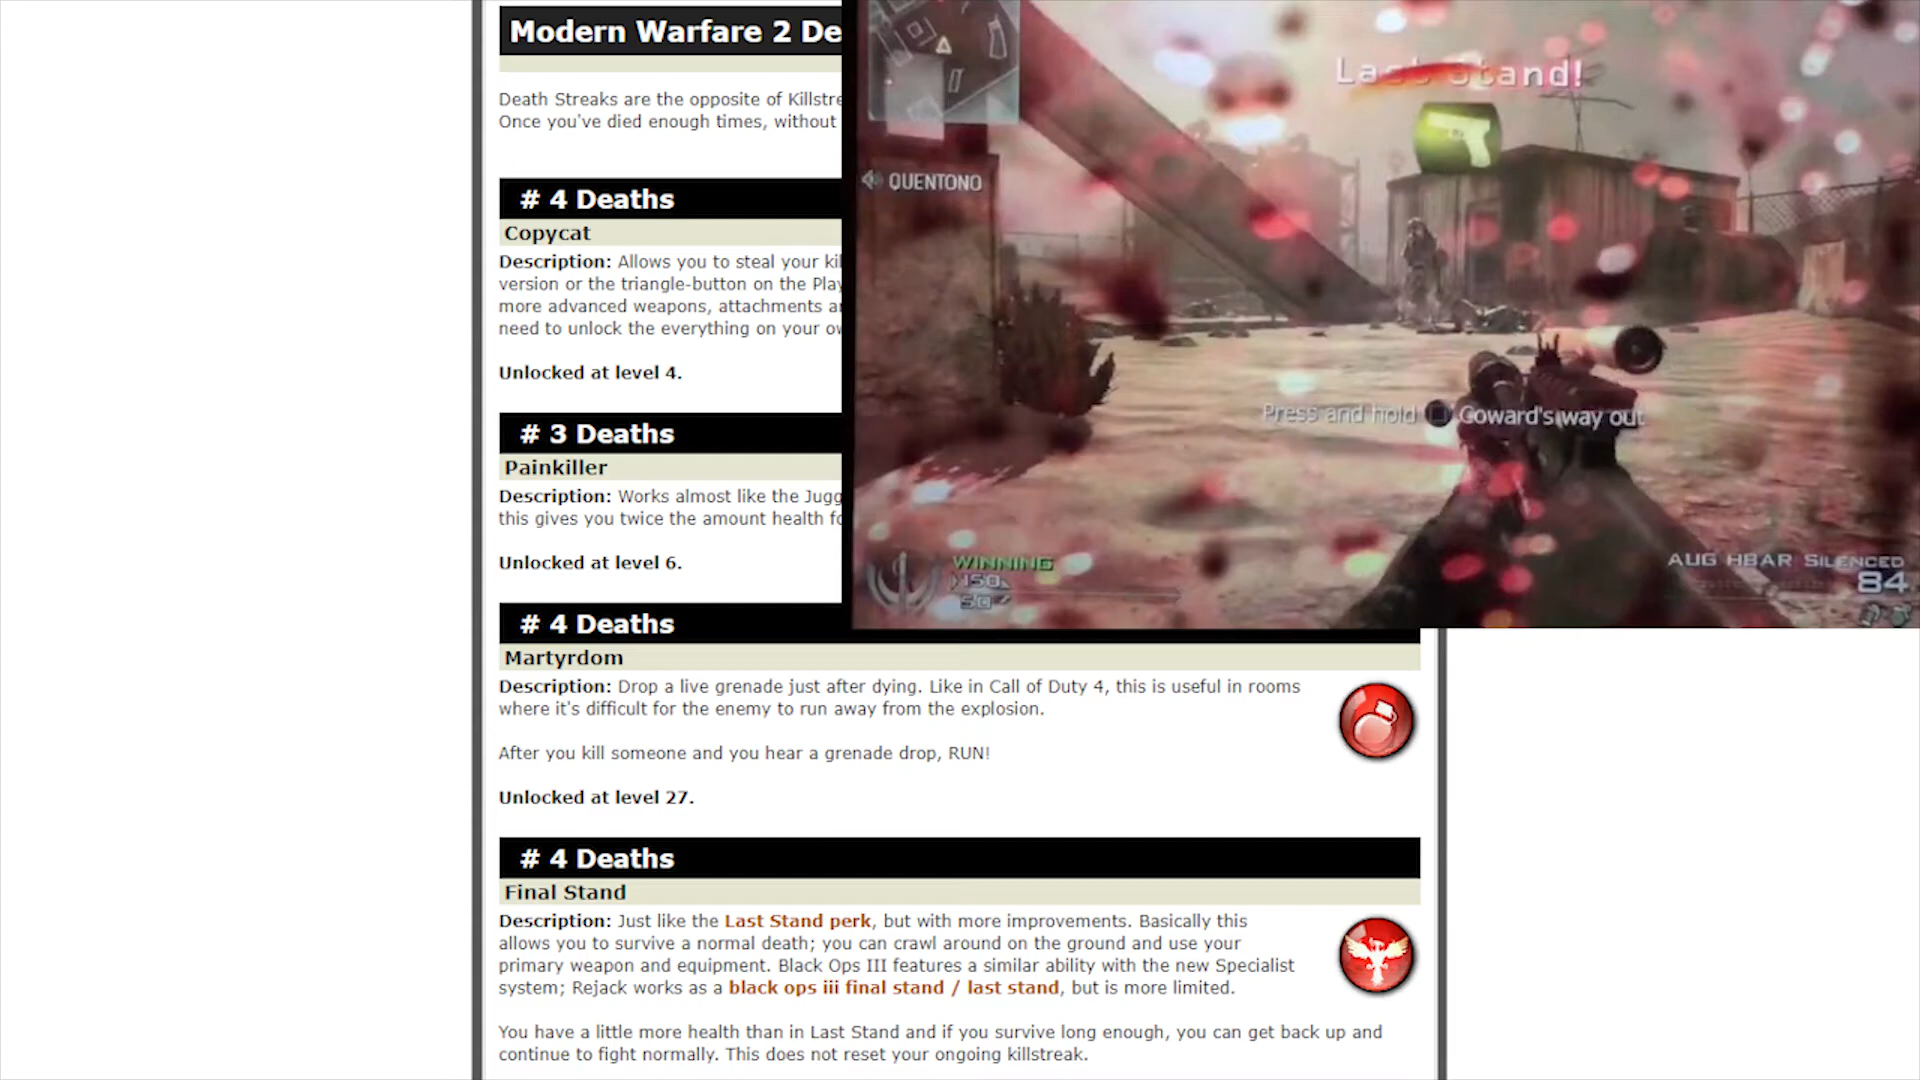 Modern Warfare 2 De
Death Streaks are the opposite of Killstre
Once you've died enough times, without
# 4 Deaths
Copycat
Description: Allows you to steal your kil
version or the triangle-button on the Play
more advanced weapons, attachments a
need to unlock the everything on your ow
Unlocked at level 4.
# 3 Deaths
Painkiller
Description: Works almost like the Jugg
this gives you twice the amount health fo
Unlocked at level 6.
# 4 Deaths
Martyrdom
Description: Drop a live grenade just after dying. Like in Call of Duty 4, this is useful in rooms
where it's difficult for the enemy to run away from the explosion.
After you kill someone and you hear a grenade drop, RUN!
Unlocked at level 27.
# 4 Deaths
Final Stand
Description: Just like the Last Stand perk, but with more improvements. Basically this
allows you to survive a normal death; you can crawl around on the ground and use your
primary weapon and equipment. Black Ops III features a similar ability with the new Specialist
system; Rejack works as a black ops iii final stand / last stand, but is more limited.
You have a little more health than in Last Stand and if you survive long enough, you can get back up and
continue to fight normally. This does not reset your ongoing killstreak.
Last Stand!
QUENTONO
Press and hold Coward's way out
WINNING
150
50
AUG HBAR SILENCED
84